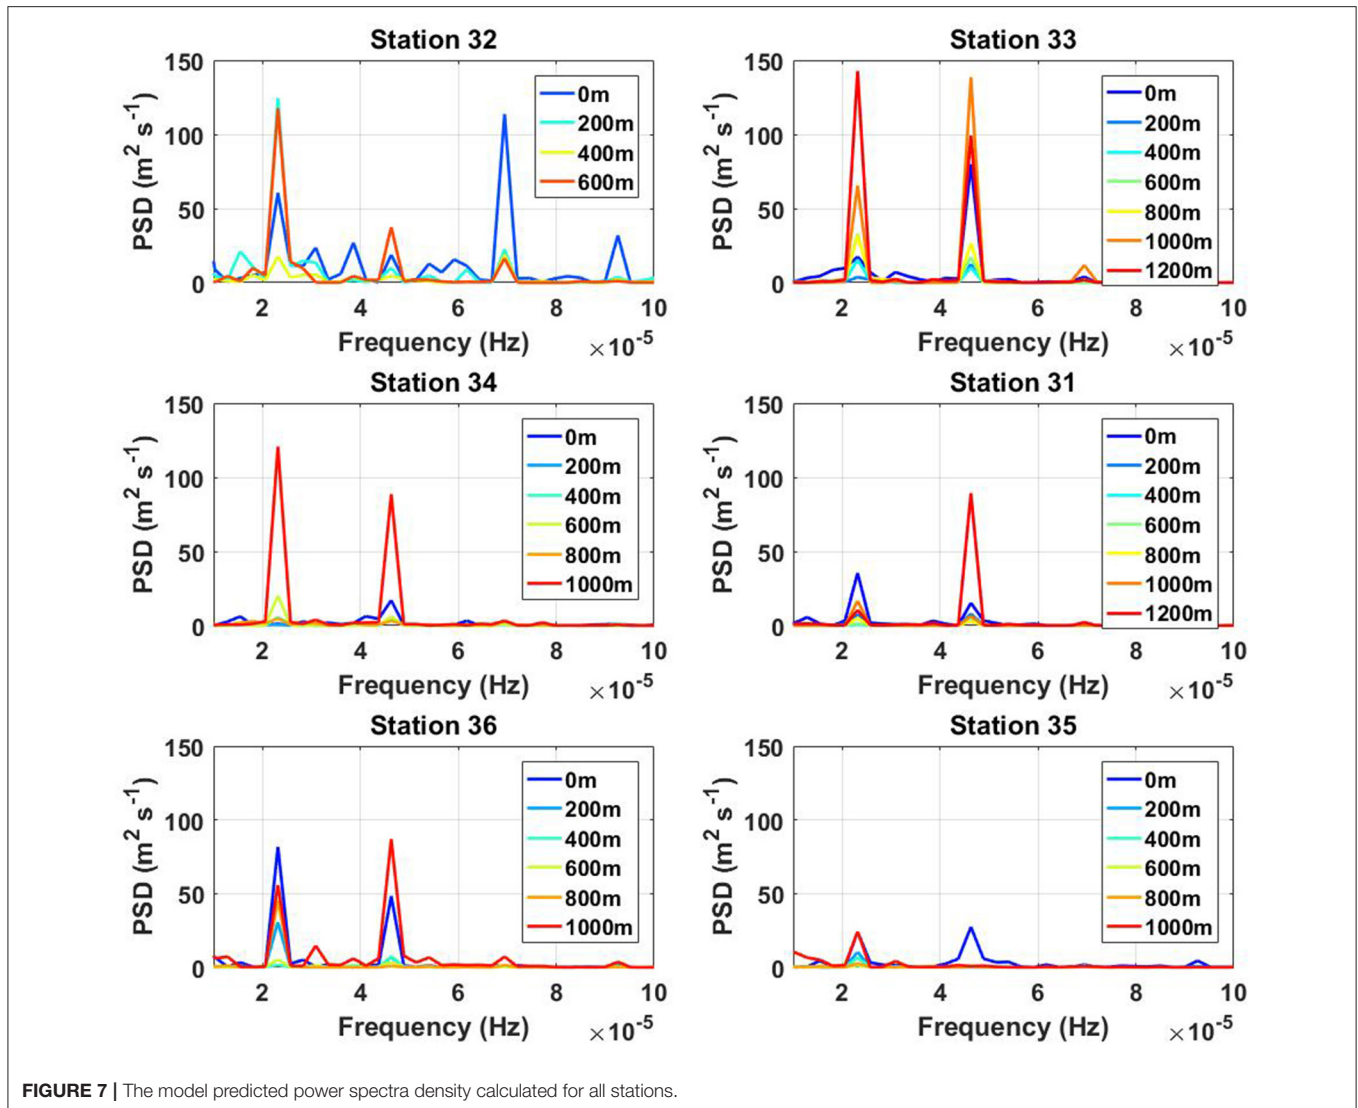 Station 32
150
100
50
0
PSD (m² s⁻¹)
0m
200m
400m
600m
2 4 6 8 10
Frequency (Hz)
×10⁻⁵
Station 33
150
100
50
0
PSD (m² s⁻¹)
0m
200m
400m
600m
800m
1000m
1200m
2 4 6 8 10
Frequency (Hz)
×10⁻⁵
Station 34
150
100
50
0
PSD (m² s⁻¹)
0m
200m
400m
600m
800m
1000m
2 4 6 8 10
Frequency (Hz)
×10⁻⁵
Station 31
150
100
50
0
PSD (m² s⁻¹)
0m
200m
400m
600m
800m
1000m
1200m
2 4 6 8 10
Frequency (Hz)
×10⁻⁵
Station 36
150
100
50
0
PSD (m² s⁻¹)
0m
200m
400m
600m
800m
1000m
2 4 6 8 10
Frequency (Hz)
×10⁻⁵
Station 35
150
100
50
0
PSD (m² s⁻¹)
0m
200m
400m
600m
800m
1000m
2 4 6 8 10
Frequency (Hz)
×10⁻⁵
FIGURE 7 | The model predicted power spectra density calculated for all stations.